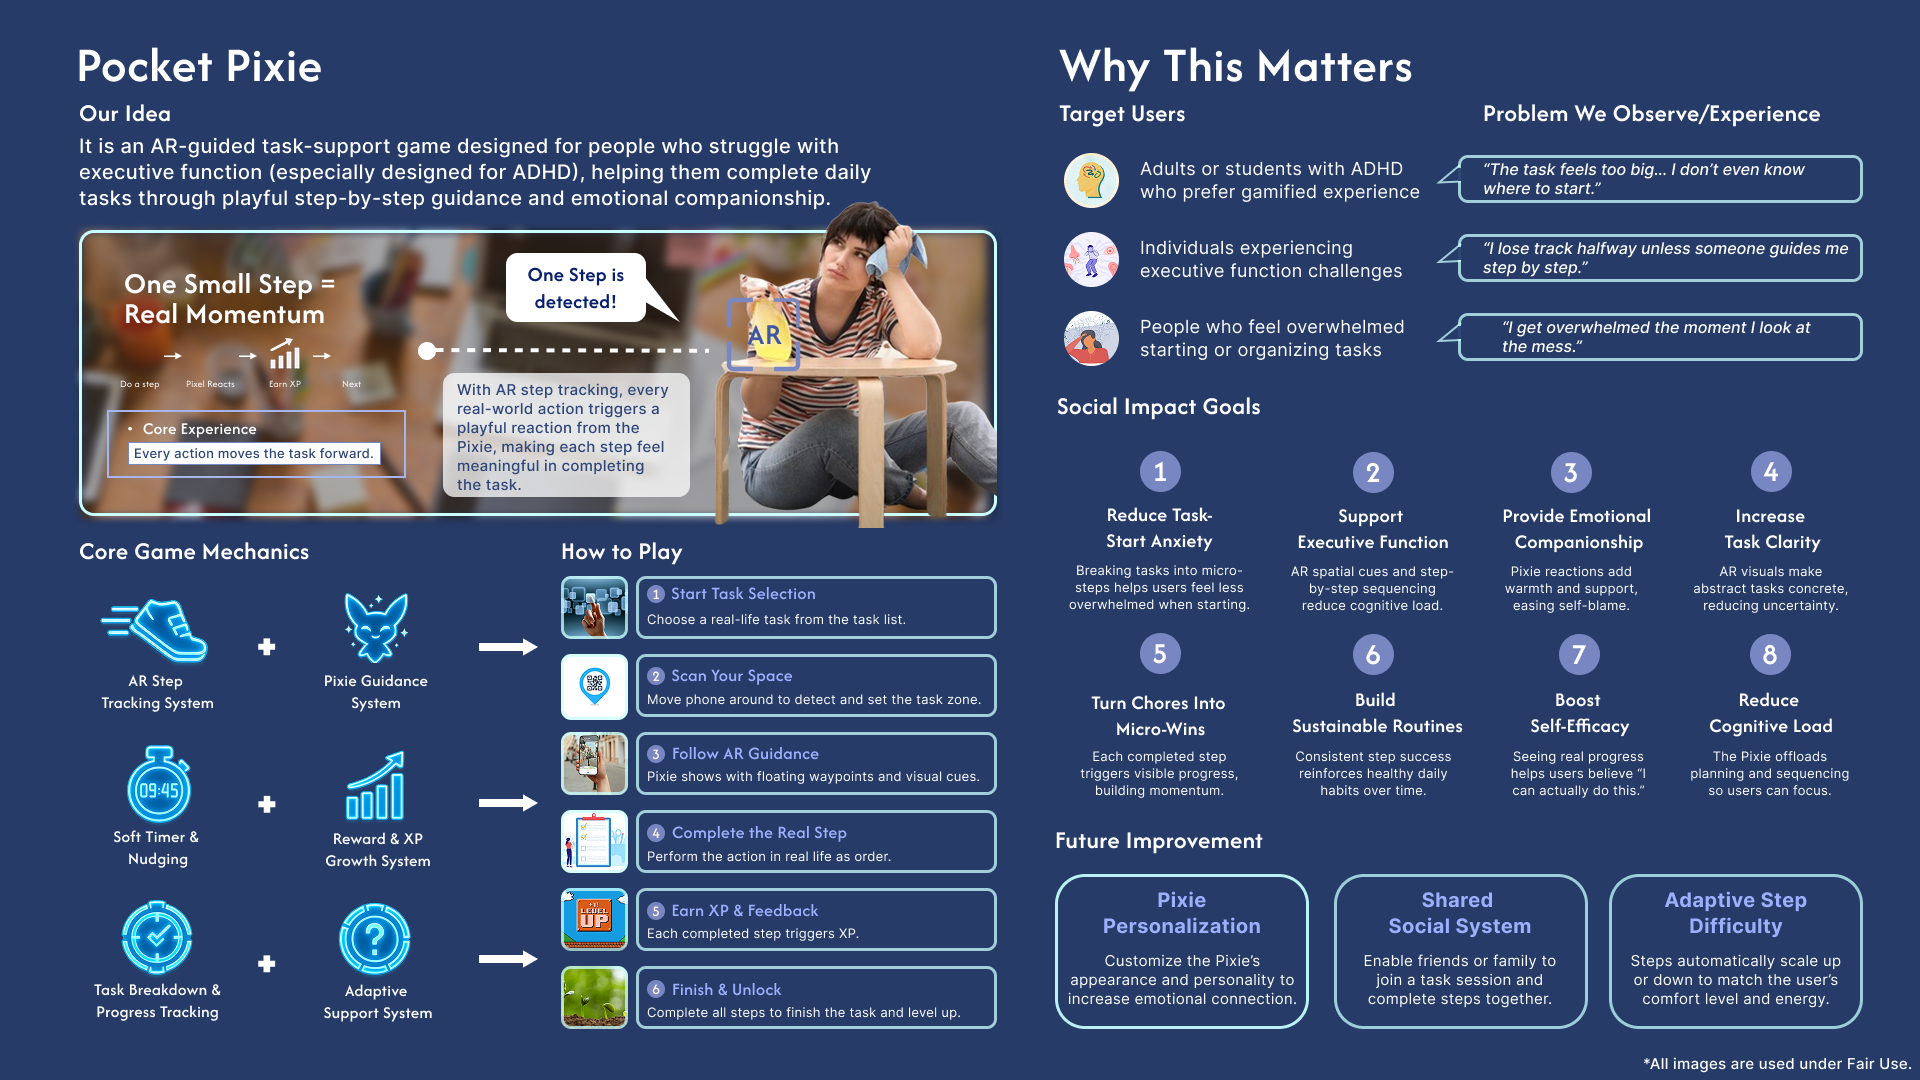 Pocket Pixie
Our Idea
It is an AR-guided task-support game designed for people who struggle with
executive function (especially designed for ADHD), helping them complete daily
tasks through playful step-by-step guidance and emotional companionship.
One Small Step =
Real Momentum
Do a step
Pixel Reacts
Earn XP
Next
• Core Experience
Every action moves the task forward.
One Step is
detected!
AR
With AR step tracking, every
real-world action triggers a
playful reaction from the
Pixie, making each step feel
meaningful in completing
the task.
Core Game Mechanics
AR Step
Tracking System
Pixie Guidance
System
09:45
Soft Timer &
Nudging
Reward & XP
Growth System
Task Breakdown &
Progress Tracking
?
Adaptive
Support System
How to Play
1 Start Task Selection
Choose a real-life task from the task list.
2 Scan Your Space
Move phone around to detect and set the task zone.
3 Follow AR Guidance
Pixie shows with floating waypoints and visual cues.
4 Complete the Real Step
Perform the action in real life as order.
LEVEL
UP
5 Earn XP & Feedback
Each completed step triggers XP.
6 Finish & Unlock
Complete all steps to finish the task and level up.
Why This Matters
Target Users
Problem We Observe/Experience
Adults or students with ADHD
who prefer gamified experience
“The task feels too big... I don’t even know
where to start.”
Individuals experiencing
executive function challenges
“I lose track halfway unless someone guides me
step by step.”
People who feel overwhelmed
starting or organizing tasks
“I get overwhelmed the moment I look at
the mess.”
Social Impact Goals
1
Reduce Task-
Start Anxiety
Breaking tasks into micro-
steps helps users feel less
overwhelmed when starting.
2
Support
Executive Function
AR spatial cues and step-
by-step sequencing
reduce cognitive load.
3
Provide Emotional
Companionship
Pixie reactions add
warmth and support,
easing self-blame.
4
Increase
Task Clarity
AR visuals make
abstract tasks concrete,
reducing uncertainty.
5
Turn Chores Into
Micro-Wins
Each completed step
triggers visible progress,
building momentum.
6
Build
Sustainable Routines
Consistent step success
reinforces healthy daily
habits over time.
7
Boost
Self-Efficacy
Seeing real progress
helps users believe “I
can actually do this.”
8
Reduce
Cognitive Load
The Pixie offloads
planning and sequencing
so users can focus.
Future Improvement
Pixie
Personalization
Customize the Pixie’s
appearance and personality to
increase emotional connection.
Shared
Social System
Enable friends or family to
join a task session and
complete steps together.
Adaptive Step
Difficulty
Steps automatically scale up
or down to match the user’s
comfort level and energy.
*All images are used under Fair Use.